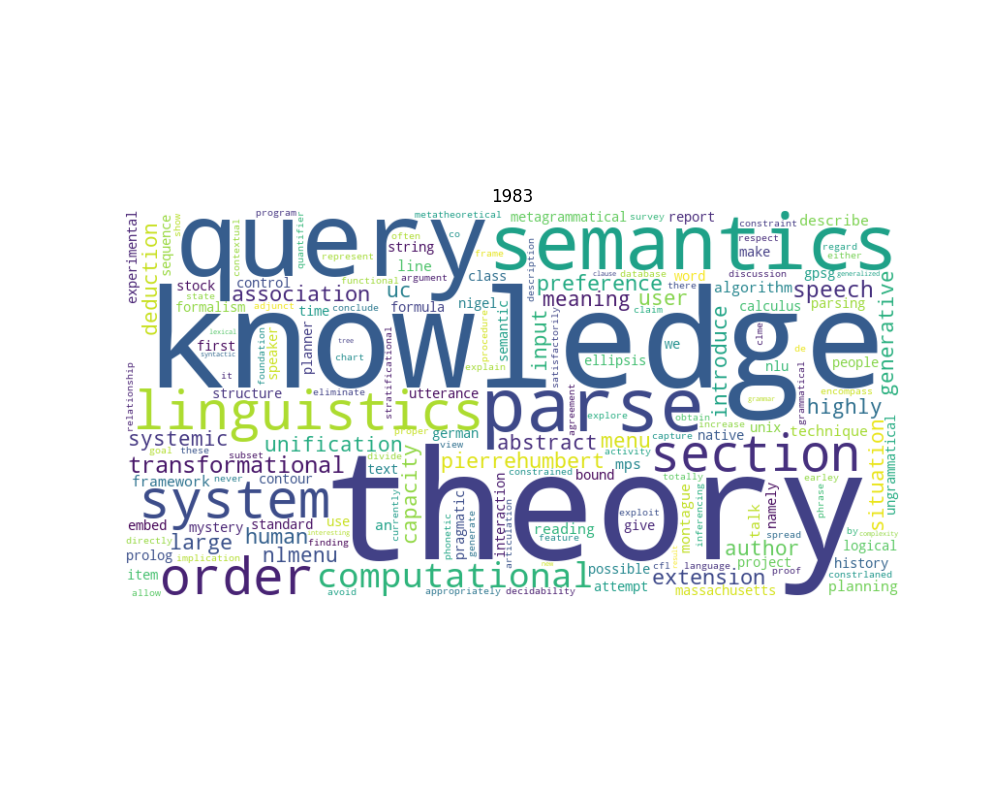 1983
program metatheoretical metagrammatical survey report constraint describe
experimental sequence show contextual quantifier often co string frame respect make regard either
query semantics
deduction represent line functional argument class description clause database word there discussion algorithm gpsg generalized
stock control association uc preference meaning user speech parsing
state formalism adjunct time conclude formula nigel semantic procedure claim calculus generative
knowledge
first lexical syntactic it foundation speaker planner tree chart explain input satisfactorily ellipsis we introduce clme nlu de people
relationship structure eliminate stratificational utterance agreement explore obtain increase grammar grammatical encompass highly
linguistics parse
systemic goal these unification proper german view abstract activity menu capture native unix technique
transformational subset never divide capacity pierrehumbert constrained mps bound section totally situation ungrammatical
framework contour text
system theory
embed mystery standard use an currently interaction reading exploit give montague inferencing talk namely earley phrase by complexity
directly large human interesting finding phonetic generate pragmatic articulation feature spread author logical
prolog implication nlmenu possible cfl language project proof history constrlaned
item order computational attempt extension result planning
allow avoid appropriately decidability new massachusetts